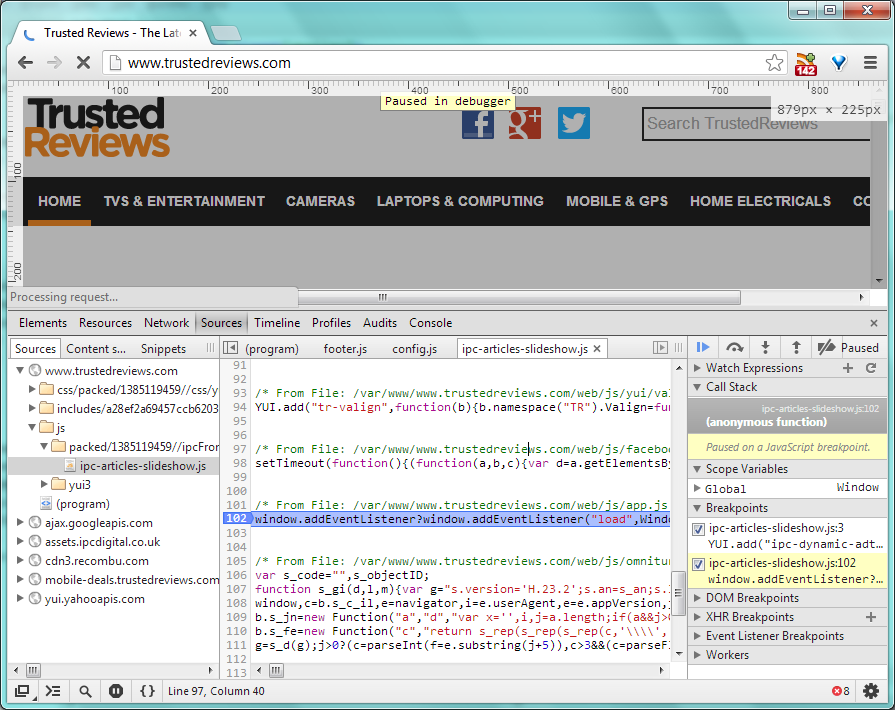 Trusted Reviews - The Late
www.trustedreviews.com
142
100 200 300 400 500 600 700 800
Paused in debugger
879px × 225px
Trusted
Reviews
Search TrustedReviews
100
HOME TVS & ENTERTAINMENT CAMERAS LAPTOPS & COMPUTING MOBILE & GPS HOME ELECTRICALS CO
200
Processing request...
Elements Resources Network Sources Timeline Profiles Audits Console
Sources Content s... Snippets
(program) footer.js config.js ipc-articles-slideshow.js
Paused
www.trustedreviews.com
css/packed/1385119459//css/y
includes/a28ef2a69457ccb6203
js
packed/1385119459//ipcFron
ipc-articles-slideshow.js
yui3
(program)
ajax.googleapis.com
assets.ipcdigital.co.uk
cdn3.recombu.com
mobile-deals.trustedreviews.com
yui.yahooapis.com
91
92
93 /* From File: /var/www/www.trustedreviews.com/web/js/yui/val
94 YUI.add("tr-valign",function(b){b.namespace("TR").Valign=fun
95
96
97 /* From File: /var/www/www.trustedreviews.com/web/js/faceboo
98 setTimeout(function(){(function(a,b,c){var d=a.getElementsBy
99
100
101 /* From File: /var/www/www.trustedreviews.com/web/js/app.js
102 window.addEventListener?window.addEventListener("load",Windo
103
104
105 /* From File: /var/www/www.trustedreviews.com/web/js/omnitur
106 var s_code="",s_objectID;
107 function s_gi(d,l,m){var g="s.version='H.23.2';s.an=s_an;s.
108 window,c=b.s_c_il,e=navigator,i=e.userAgent,e=e.appVersion,j
109 b.s_jn=new Function("a","d","var x='',i,j=a.length;if(a&&j>0
110 b.s_fe=new Function("c","return s_rep(s_rep(s_rep(c,'\\\\',
111 g=s_d(g);j>0?(c=parseInt(f=e.substring(j+5)),c>3&&(c=parseFl
112
113
Watch Expressions
Call Stack
ipc-articles-slideshow.js:102
(anonymous function)
Paused on a JavaScript breakpoint.
Scope Variables
Global Window
Breakpoints
ipc-articles-slideshow.js:3
YUI.add("ipc-dynamic-adt…
ipc-articles-slideshow.js:102
window.addEventListener?…
DOM Breakpoints
XHR Breakpoints
Event Listener Breakpoints
Workers
Line 97, Column 40
8